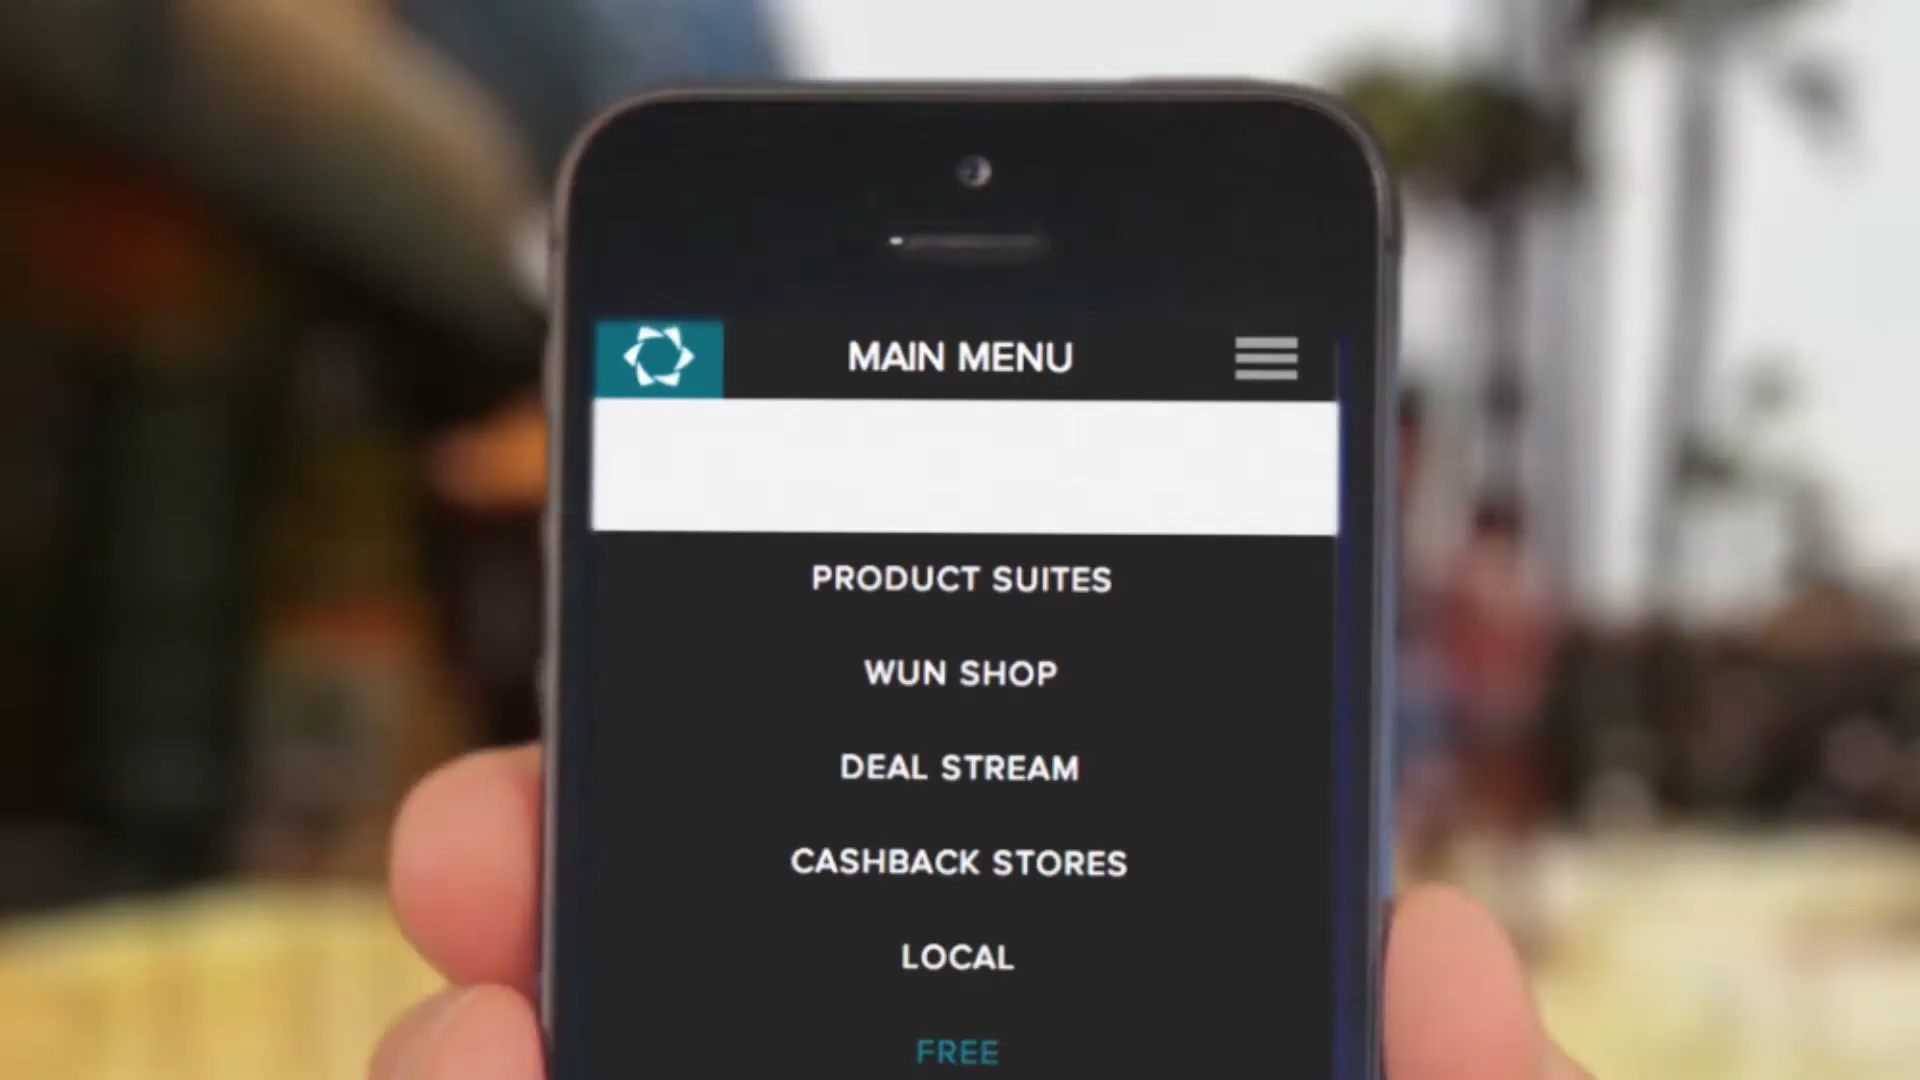 MAIN MENU
PRODUCT SUITES
WUN SHOP
DEAL STREAM
CASHBACK STORES
LOCAL
FREE